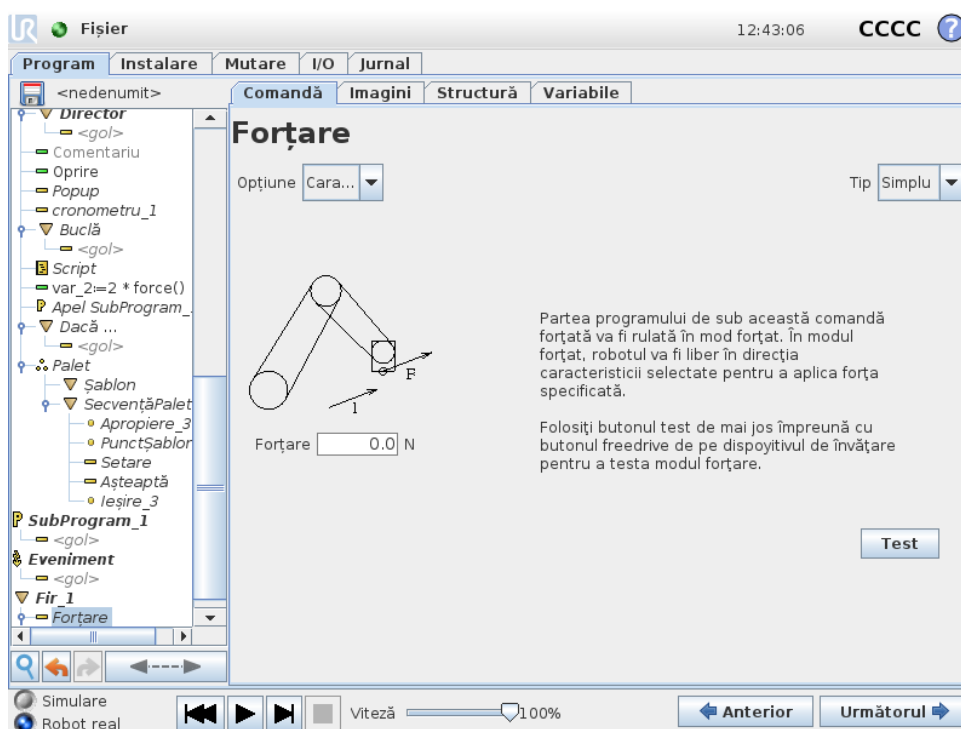 UR Fișier 12:43:06 CCCC ?
Program Instalare Mutare I/O Jurnal
<nedenumit>
Comandă Imagini Structură Variabile
Director
<gol>
Comentariu
Oprire
Popup
cronometru_1
Buclă
<gol>
Script
var_2:=2 * force()
Apel SubProgram_
Dacă ...
<gol>
Palet
Șablon
SecvențăPalet
Apropiere_3
PunctȘablon
Setare
Așteaptă
Ieșire_3
P SubProgram_1
<gol>
Eveniment
<gol>
Fir_1
Forțare
Forțare
Opțiune Cara...
Tip Simplu
F
1
Forțare 0.0 N
Partea programului de sub această comandă
forțată va fi rulată în mod forțat. În modul
forțat, robotul va fi liber în direcția
caracteristicii selectate pentru a aplica forța
specificată.
Folosiți butonul test de mai jos împreună cu
butonul freedrive de pe dispoyitivul de învățare
pentru a testa modul forțare.
Test
Simulare
Robot real
Viteză 100%
Anterior
Următorul